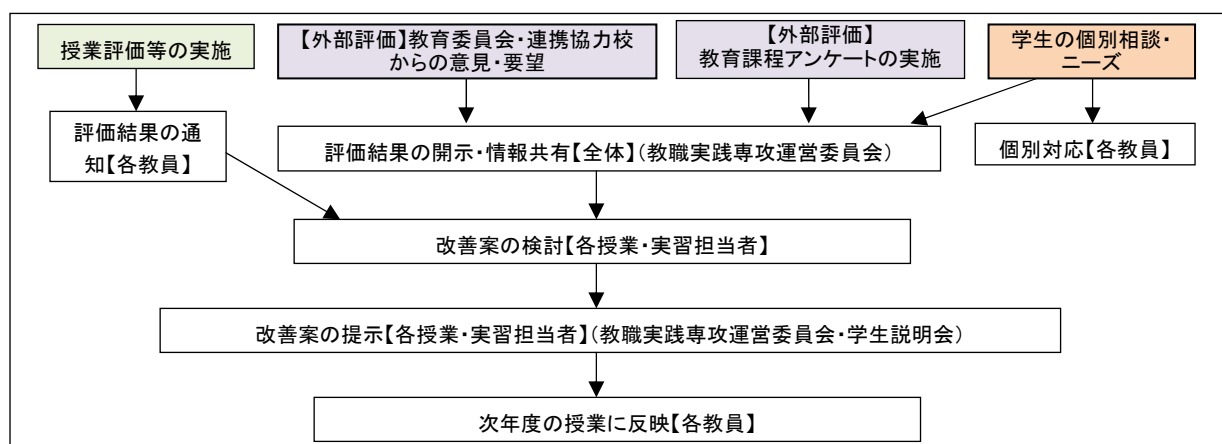 授業評価等の実施
【外部評価】教育委員会・連携協力校
からの意見・要望
【外部評価】
教育課程アンケートの実施
学生の個別相談・
ニーズ
評価結果の通
知【各教員】
評価結果の開示・情報共有【全体】(教職実践専攻運営委員会)
個別対応【各教員】
改善案の検討【各授業・実習担当者】
改善案の提示【各授業・実習担当者】(教職実践専攻運営委員会・学生説明会)
次年度の授業に反映【各教員】